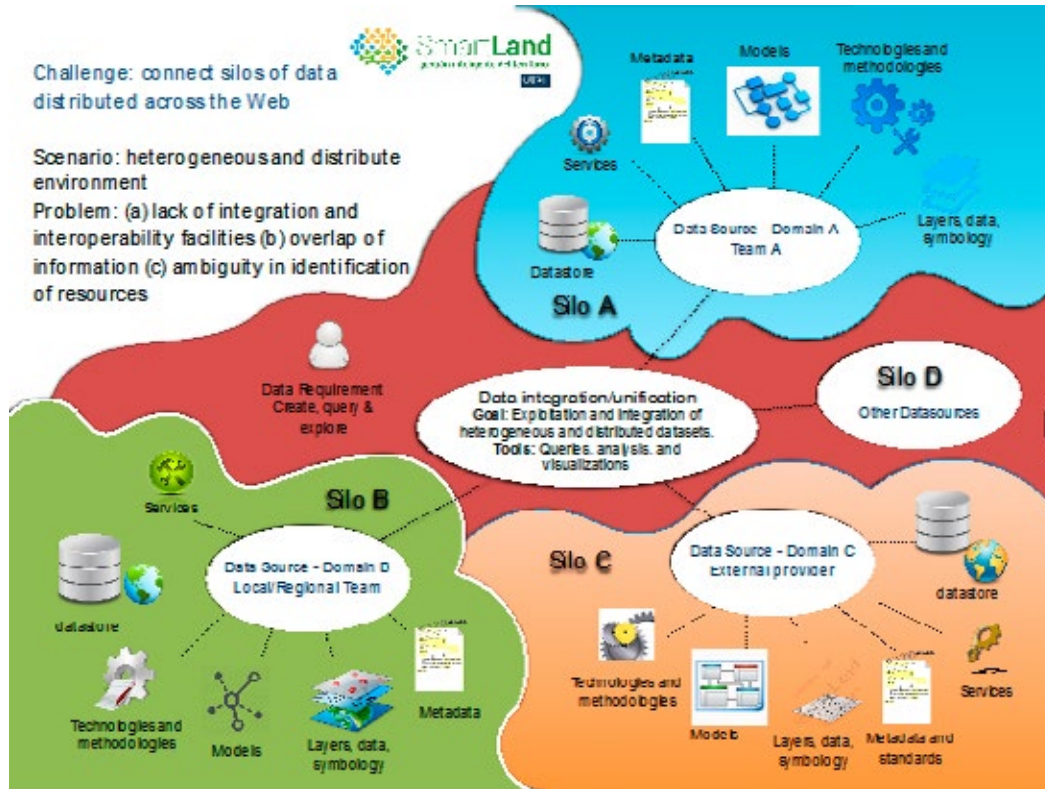 SmartLand
gestión inteligente del territorio
UTPL
Challenge: connect silos of data
distributed across the Web
Scenario: heterogeneous and distribute
environment
Problem: (a) lack of integration and
interoperability facilities (b) overlap of
information (c) ambiguity in identification
of resources
Metadata
Models
Technologies and
methodologies
Services
Data Source - Domain A
Team A
Layers, data,
symbology
Datastore
Silo A
Data Requirement
Create, query &
explore
Data integration/unification
Goal: Exploitation and integration of
heterogeneous and distributed datasets.
Tools: Queries, analysis, and
visualizations
Silo D
Other Datasources
Silo B
Services
Data Source - Domain B
Local/Regional Team
datastore
Technologies and
methodologies
Models
Layers, data,
symbology
Metadata
Silo C
Data Source - Domain C
External provider
datastore
Technologies and
methodologies
Models
Layers, data,
symbology
Metadata and
standards
Services